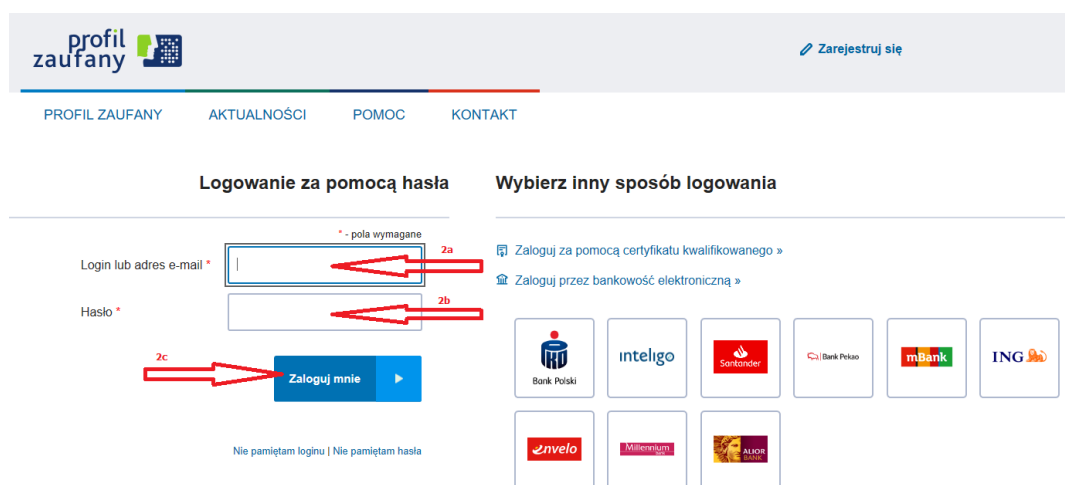 profil
zaufany
Zarejestruj się
PROFIL ZAUFANY AKTUALNOŚCI POMOC KONTAKT
Logowanie za pomocą hasła
* - pola wymagane
2a
Login lub adres e-mail *
2b
Hasło *
2c
Zaloguj mnie
Nie pamiętam loginu | Nie pamiętam hasła
Wybierz inny sposób logowania
Zaloguj za pomocą certyfikatu kwalifikowanego »
Zaloguj przez bankowość elektroniczną »
PKO
Bank Polski
inteligo
Santander
Bank Pekao
mBank
ING
envelo
Millennium
bank
ALIOR
BANK